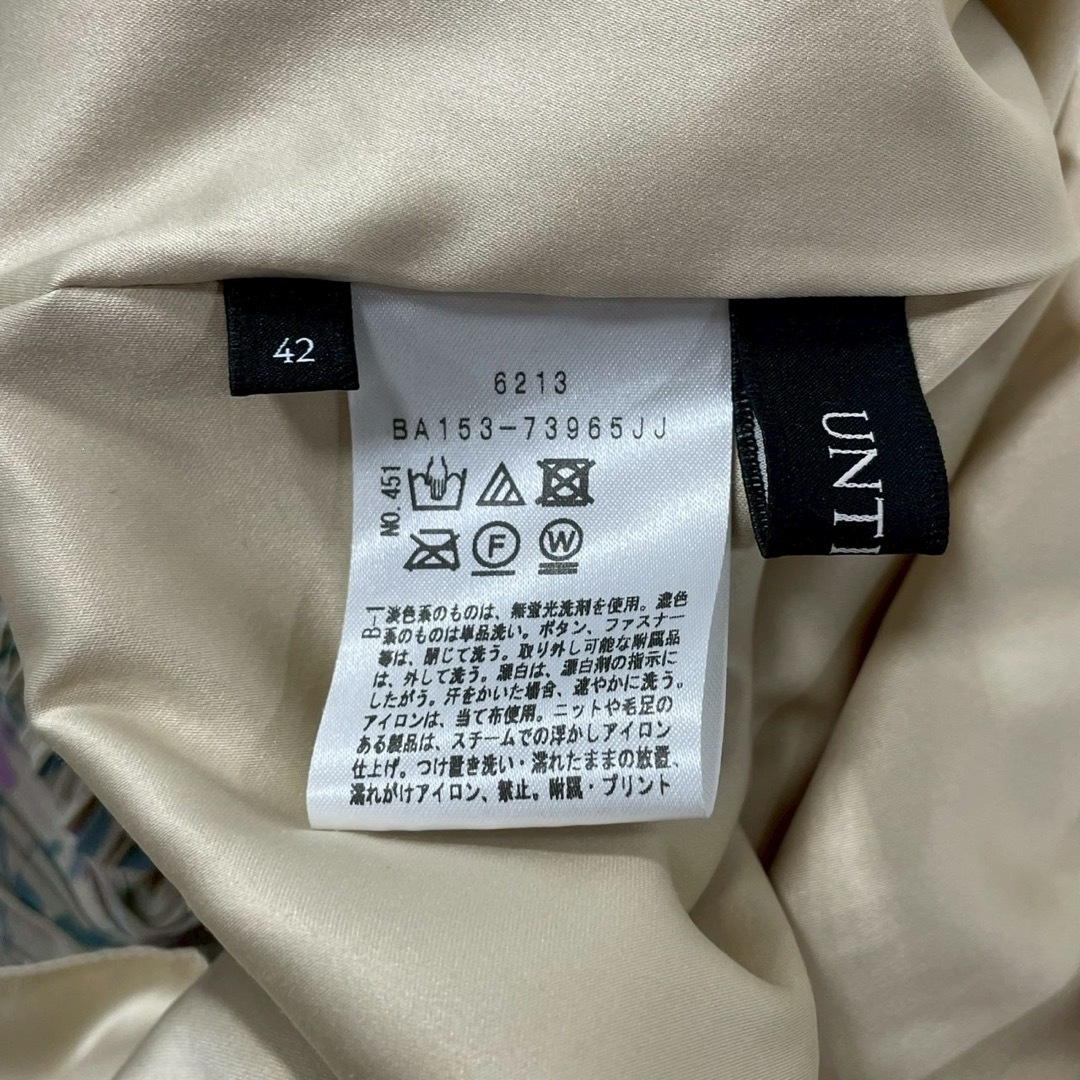 42
6213
BA153-73965JJ
NO.451
F
W
B-1
淡色系のものは、無蛍光洗剤を使用。濃色
系のものは単品洗い。ボタン、ファスナー
等は、閉じて洗う。取り外し可能な附属品
は、外して洗う。漂白は、漂白剤の指示に
したがう。汗をかいた場合、速やかに洗う。
アイロンは、当て布使用。ニットや毛足の
ある製品は、スチームでの浮かしアイロン
仕上げ。つけ置き洗い・濡れたままの放置、
濡れがけアイロン、禁止。附属・プリント
UNTI